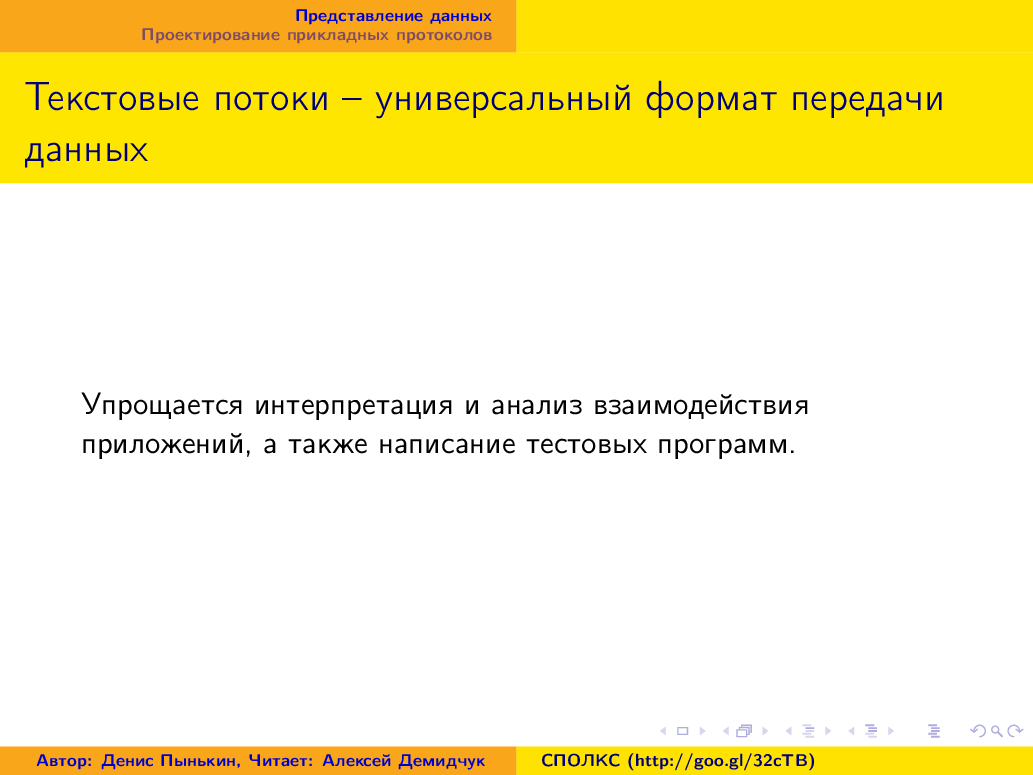 Представление данных
Проектирование прикладных протоколов
Текстовые потоки – универсальный формат передачи
данных
Упрощается интерпретация и анализ взаимодействия
приложений, а также написание тестовых программ.
Автор: Денис Пынькин, Читает: Алексей Демидчук
СПОЛКС (http://goo.gl/32cTB)